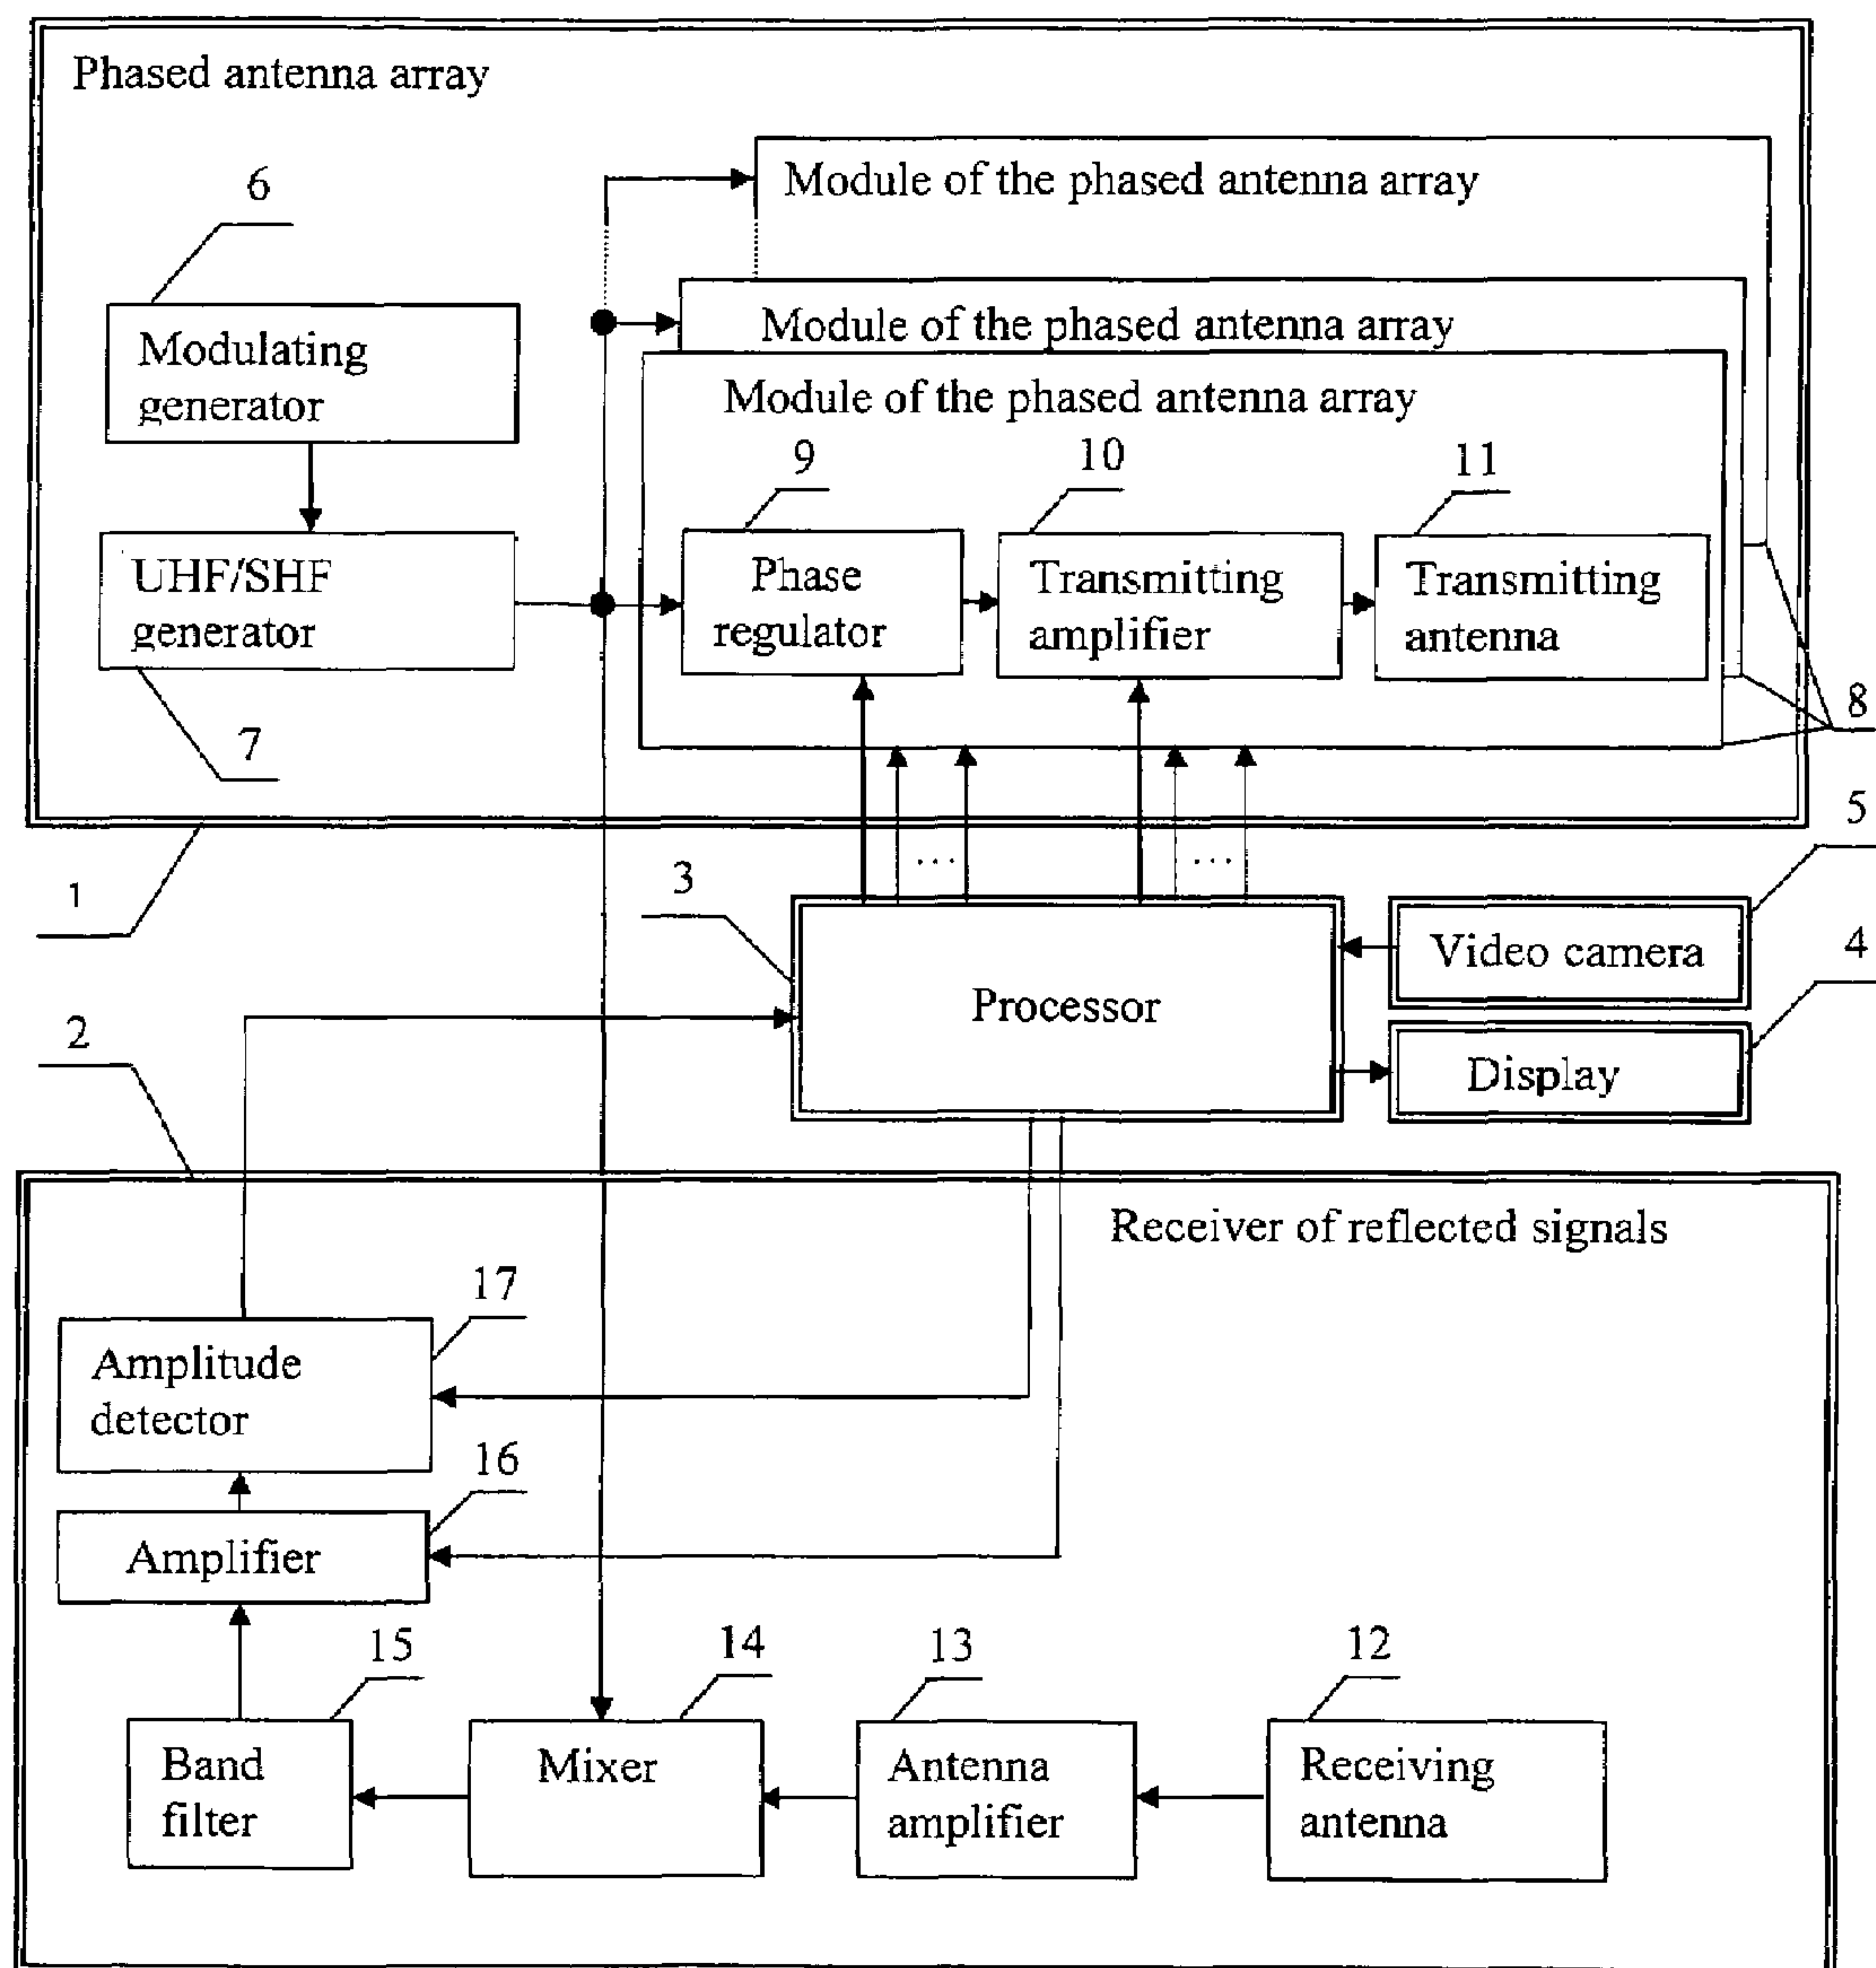 Phased antenna array
Module of the phased antenna array
6
Module of the phased antenna array
Modulating
generator
Module of the phased antenna array
9
10
11
UHF/SHF
generator
Phase
regulator
Transmitting
amplifier
Transmitting
antenna
7
8
5
...
...
1
3
Video camera
4
Processor
2
Display
Receiver of reflected signals
17
Amplitude
detector
16
Amplifier
15
14
13
12
Band
filter
Mixer
Antenna
amplifier
Receiving
antenna